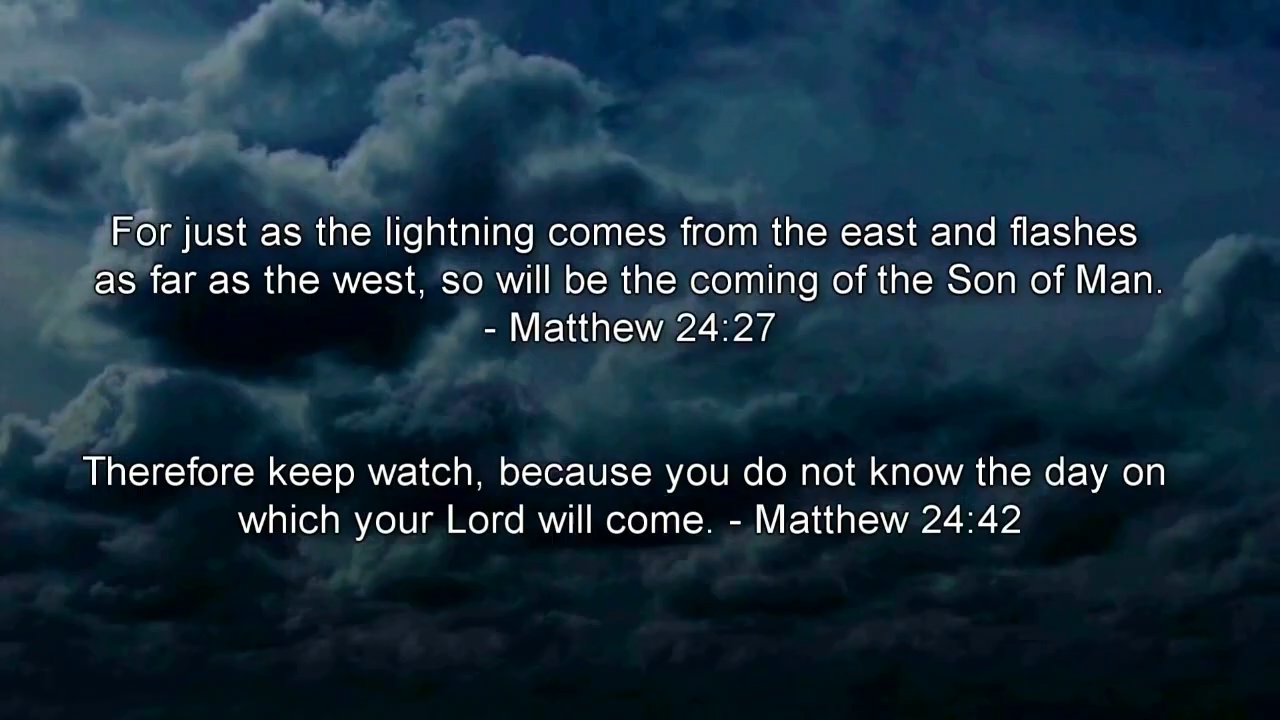 For just as the lightning comes from the east and flashes
as far as the west, so will be the coming of the Son of Man.
- Matthew 24:27
Therefore keep watch, because you do not know the day on
which your Lord will come. - Matthew 24:42